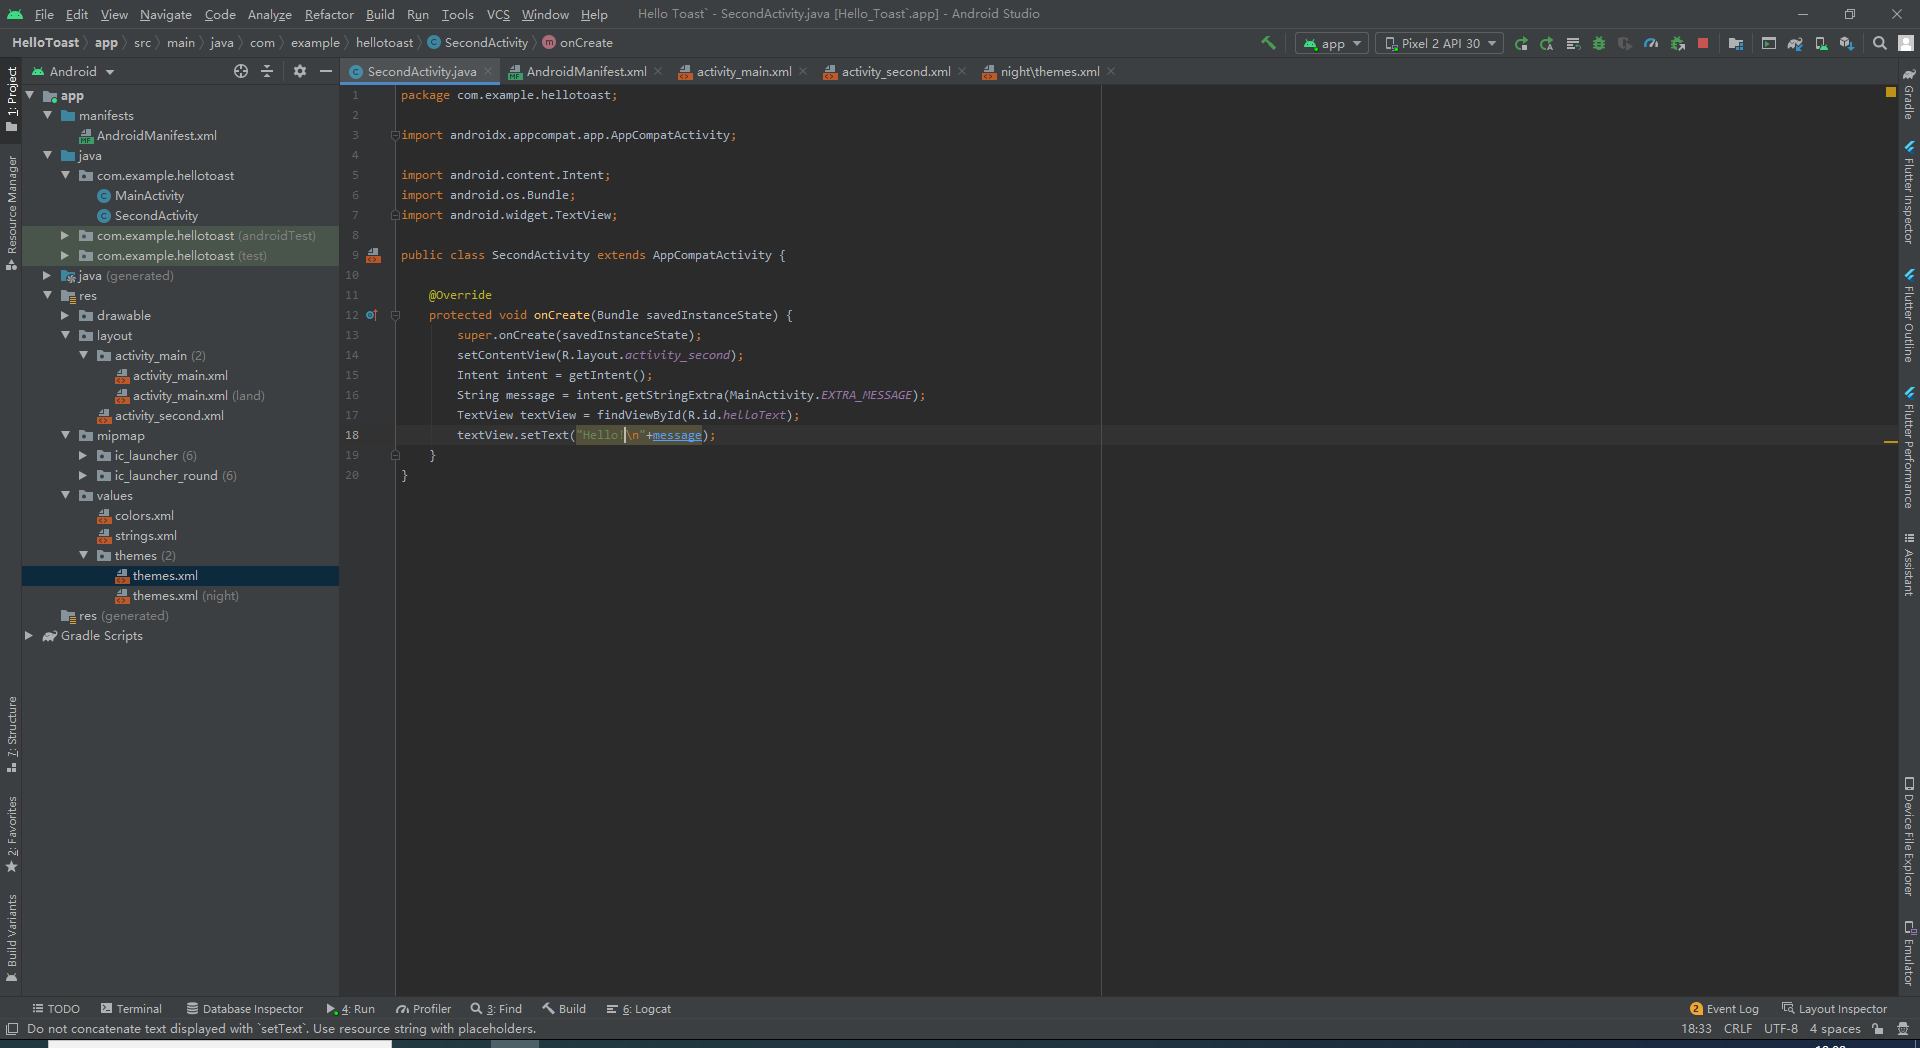 File Edit View Navigate Code Analyze Refactor Build Run Tools VCS Window Help Hello Toast` - SecondActivity.java [Hello_Toast`.app] - Android Studio
HelloToast app src main java com example hellotoast SecondActivity onCreate app Pixel 2 API 30
Android SecondActivity.java AndroidManifest.xml activity_main.xml activity_second.xml night\themes.xml
1: Project
Resource Manager
7: Structure
2: Favorites
Build Variants
app
manifests
AndroidManifest.xml
java
com.example.hellotoast
MainActivity
SecondActivity
com.example.hellotoast (androidTest)
com.example.hellotoast (test)
java (generated)
res
drawable
layout
activity_main (2)
activity_main.xml
activity_main.xml (land)
activity_second.xml
mipmap
ic_launcher (6)
ic_launcher_round (6)
values
colors.xml
strings.xml
themes (2)
themes.xml
themes.xml (night)
res (generated)
Gradle Scripts
1 package com.example.hellotoast;
2
3 import androidx.appcompat.app.AppCompatActivity;
4
5 import android.content.Intent;
6 import android.os.Bundle;
7 import android.widget.TextView;
8
9 public class SecondActivity extends AppCompatActivity {
10
11 @Override
12 protected void onCreate(Bundle savedInstanceState) {
13 super.onCreate(savedInstanceState);
14 setContentView(R.layout.activity_second);
15 Intent intent = getIntent();
16 String message = intent.getStringExtra(MainActivity.EXTRA_MESSAGE);
17 TextView textView = findViewById(R.id.helloText);
18 textView.setText("Hello!\n"+message);
19 }
20 }
Gradle
Flutter Inspector
Flutter Outline
Flutter Performance
Assistant
Device File Explorer
Emulator
TODO Terminal Database Inspector 4: Run Profiler 3: Find Build 6: Logcat 2 Event Log Layout Inspector
Do not concatenate text displayed with `setText`. Use resource string with placeholders. 18:33 CRLF UTF-8 4 spaces